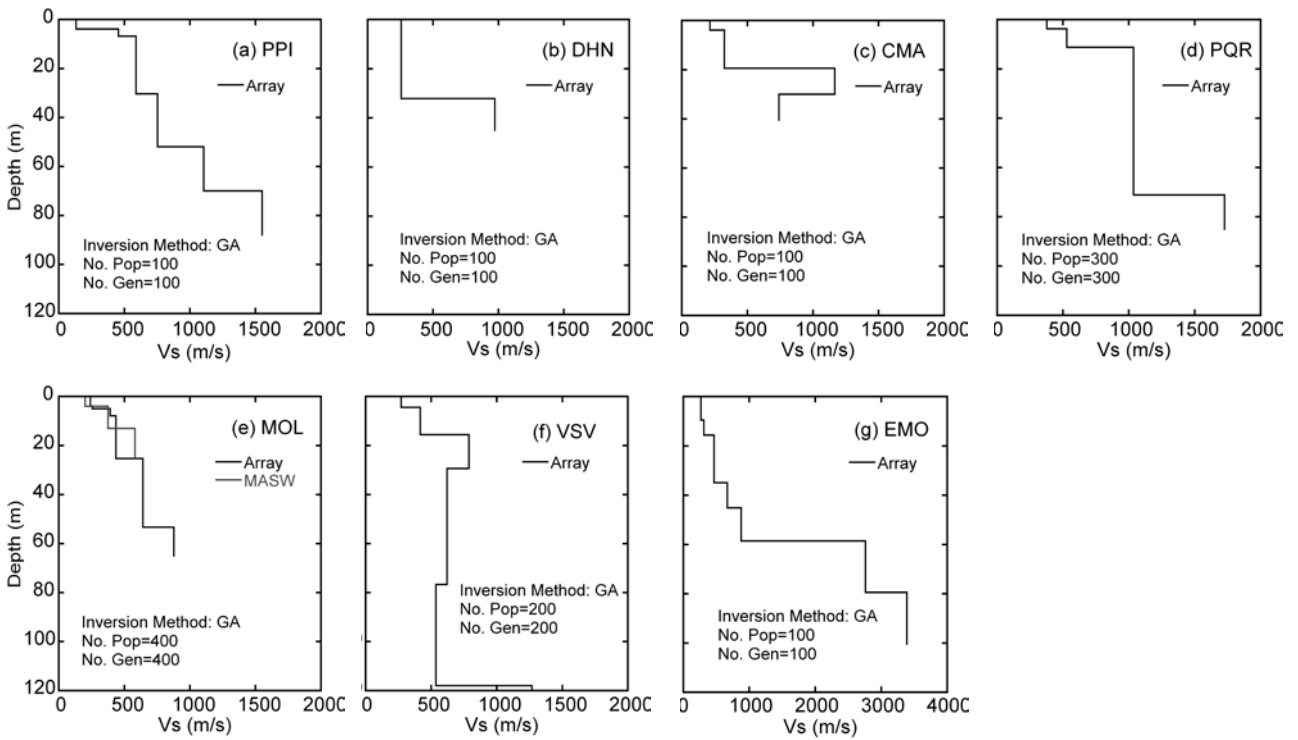 0
20
40
60
80
100
120
Depth (m)
(a) PPI
Array
Inversion Method: GA
No. Pop=100
No. Gen=100
0 500 1000 1500 2000
Vs (m/s)
(b) DHN
Array
Inversion Method: GA
No. Pop=100
No. Gen=100
0 500 1000 1500 2000
Vs (m/s)
(c) CMA
Array
Inversion Method: GA
No. Pop=100
No. Gen=100
0 500 1000 1500 2000
Vs (m/s)
(d) PQR
Array
Inversion Method: GA
No. Pop=300
No. Gen=300
0 500 1000 1500 2000
Vs (m/s)
0
20
40
60
80
100
120
Depth (m)
(e) MOL
Array
MASW
Inversion Method: GA
No. Pop=400
No. Gen=400
0 500 1000 1500 2000
Vs (m/s)
(f) VSV
Array
Inversion Method: GA
No. Pop=200
No. Gen=200
0 500 1000 1500 2000
Vs (m/s)
(g) EMO
Array
Inversion Method: GA
No. Pop=100
No. Gen=100
0 1000 2000 3000 4000
Vs (m/s)